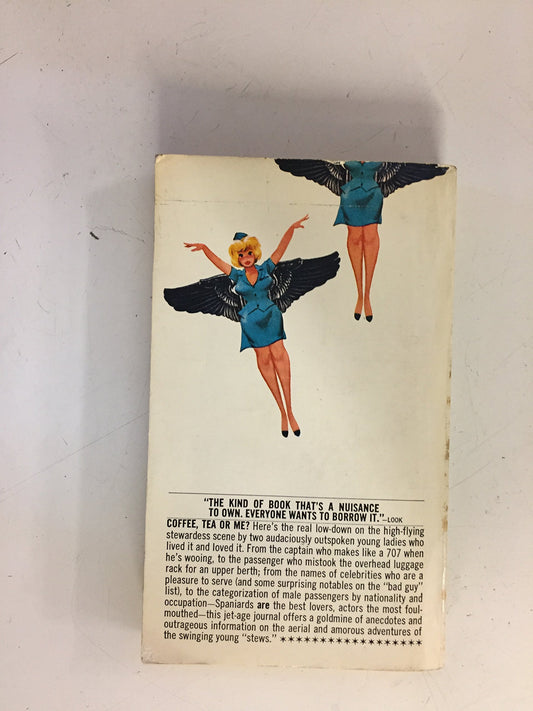 "THE KIND OF BOOK THAT'S A NUISANCE
TO OWN. EVERYONE WANTS TO BORROW IT."—LOOK
COFFEE, TEA OR ME? Here's the real low-down on the high-flying
stewardess scene by two audaciously outspoken young ladies who
lived it and loved it. From the captain who makes like a 707 when
he's wooing, to the passenger who mistook the overhead luggage
rack for an upper berth; from the names of celebrities who are a
pleasure to serve (and some surprising notables on the "bad guy"
list), to the categorization of male passengers by nationality and
occupation—Spaniards are the best lovers, actors the most foul-
mouthed—this jet-age journal offers a goldmine of anecdotes and
outrageous information on the aerial and amorous adventures of
the swinging young "stews." ******************